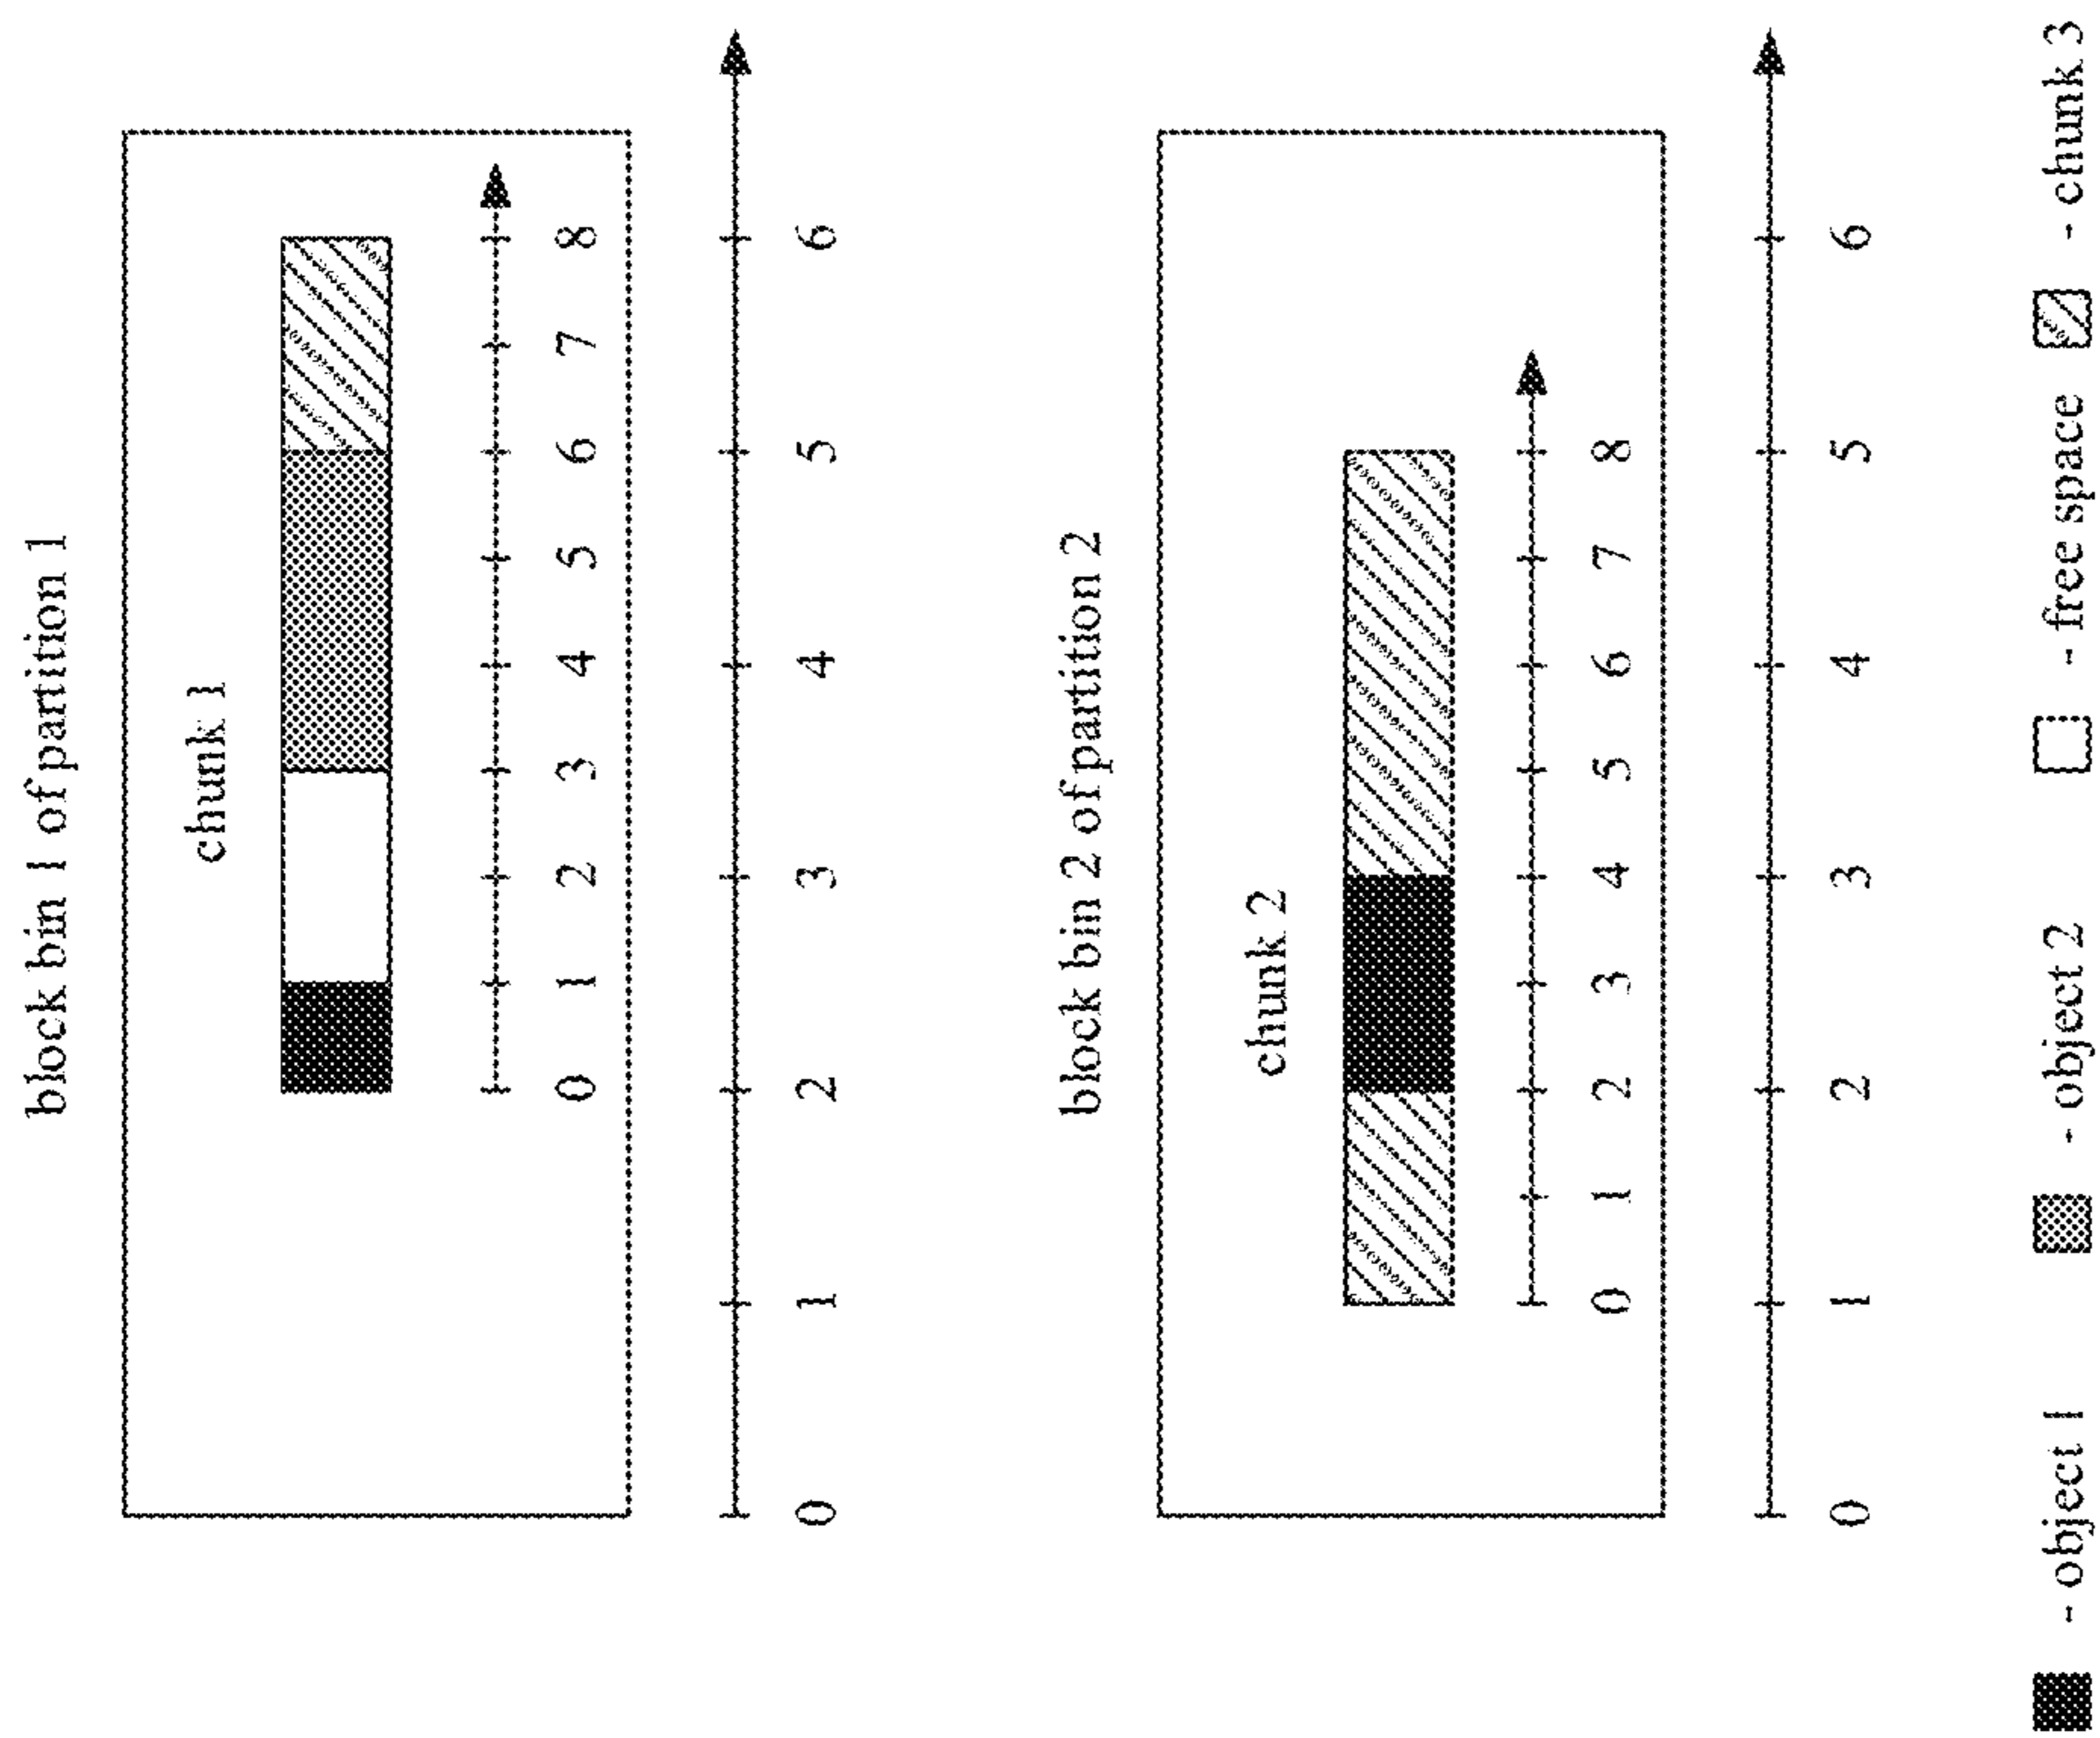 block bin 1 of partition 1
chunk 1
0 1 2 3 4 5 6 7 8
0 1 2 3 4 5 6
block bin 2 of partition 2
chunk 2
0 1 2 3 4 5 6 7 8
0 1 2 3 4 5 6
- object 1 - object 2 - free space - chunk 3